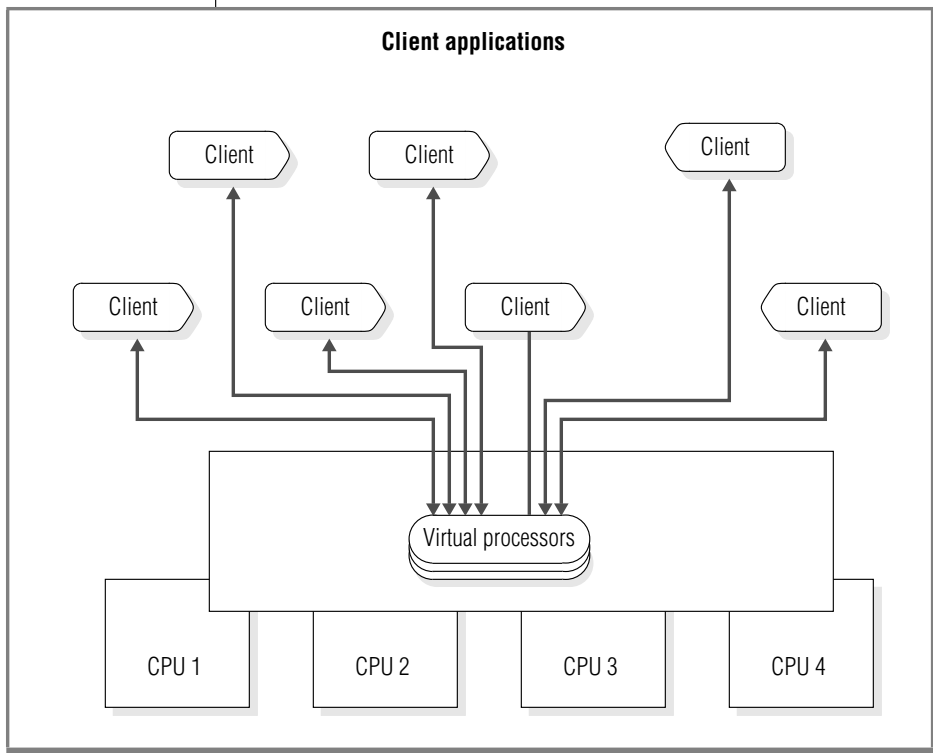 Client applications
Client
Client
Client
Client
Client
Client
Client
Virtual processors
CPU 1
CPU 2
CPU 3
CPU 4